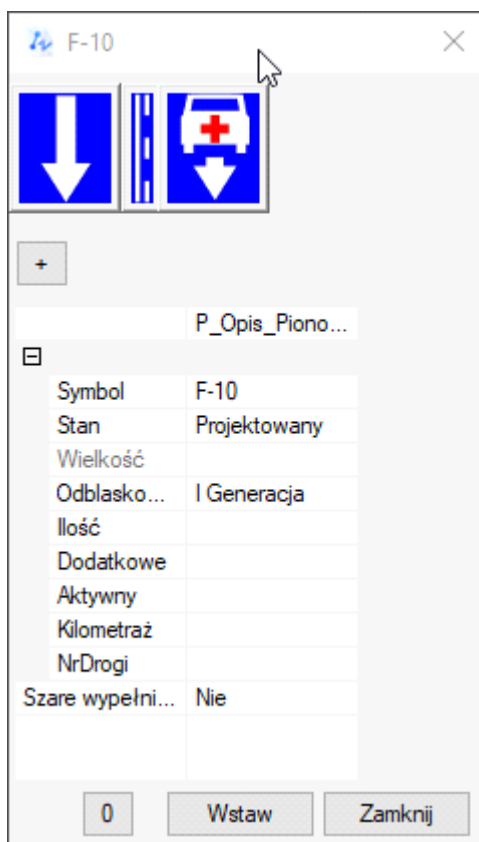 F-10
+
P_Opis_Piono...
Symbol F-10
Stan Projektowany
Wielkość
Odblasko... I Generacja
Ilość
Dodatkowe
Aktywny
Kilometraż
NrDrogi
Szare wypełni... Nie
0 Wstaw Zamknij